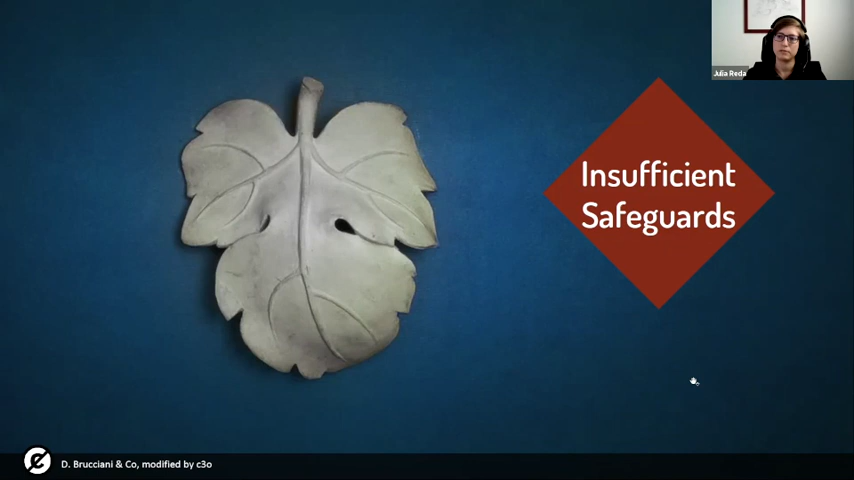 Julia Reda
Insufficient
Safeguards
D. Brucciani & Co, modified by c3o